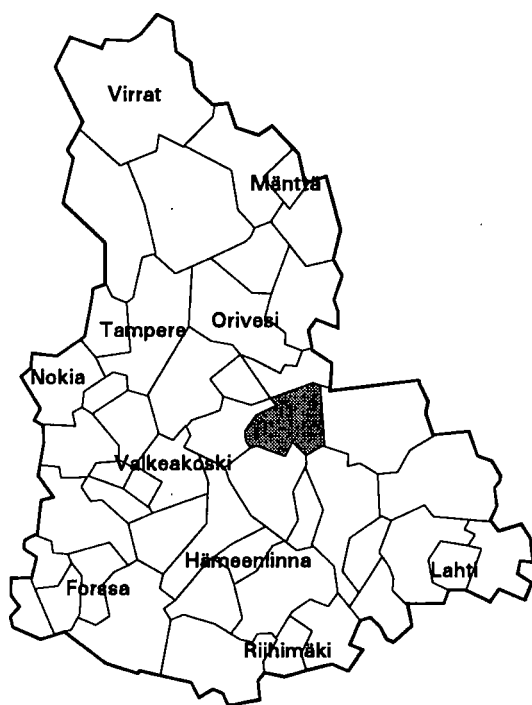 Virrat
Mänttä
Tampere
Orivesi
Nokia
Valkeakoski
Hämeenlinna
Lahti
Forssa
Riihimäki